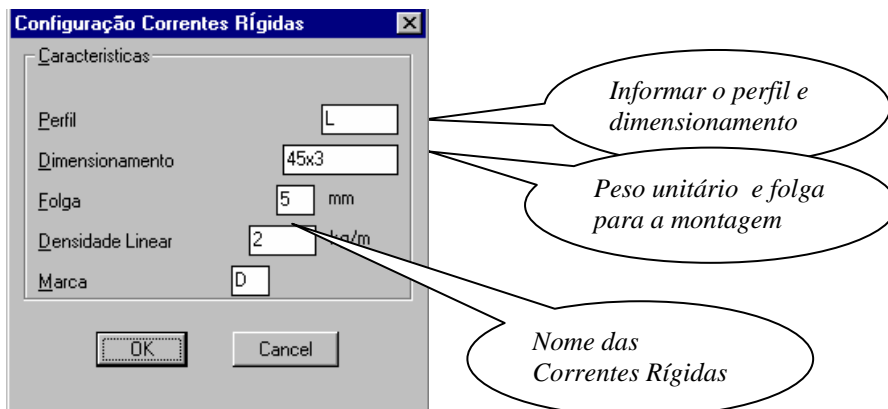 Configuração Correntes RÍgidas
Caracteristicas
Perfil
L
Dimensionamento
45x3
Folga
5
mm
Densidade Linear
2
kg/m
Marca
D
OK
Cancel
Informar o perfil e
dimensionamento
Peso unitário e folga
para a montagem
Nome das
Correntes Rígidas